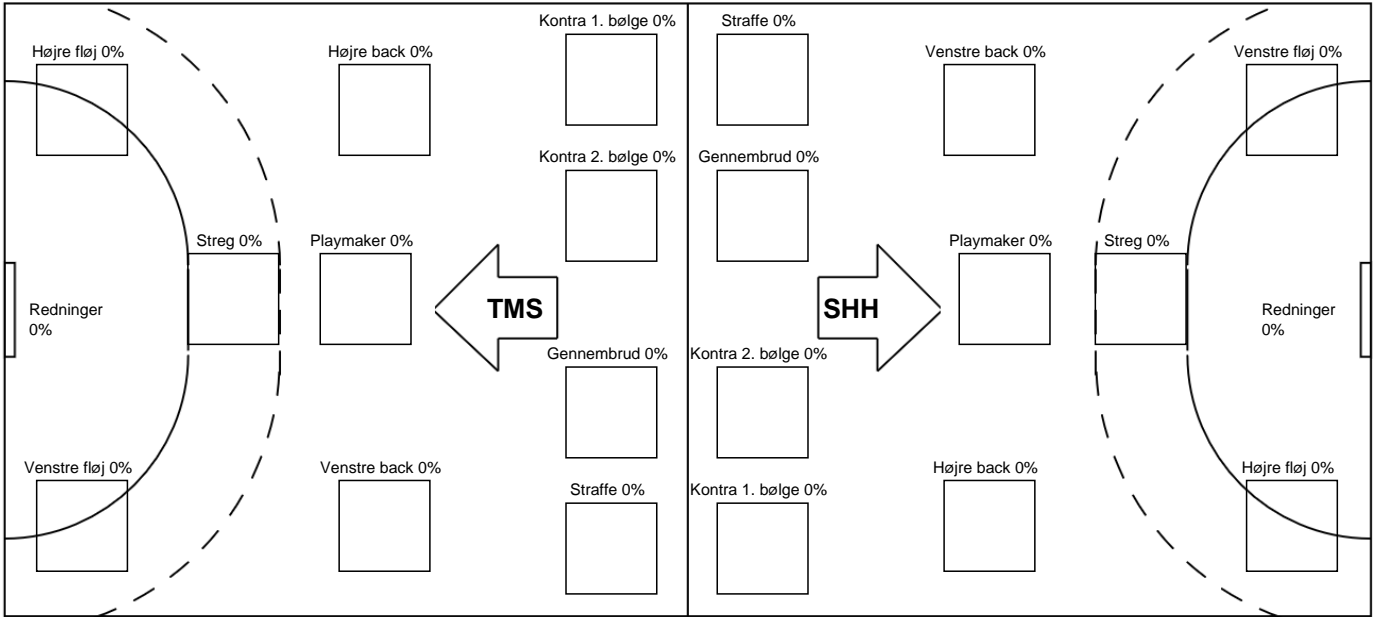 Kontra 1. bølge 0%
Straffe 0%
Højre fløj 0%
Højre back 0%
Venstre back 0%
Venstre fløj 0%
Kontra 2. bølge 0%
Gennembrud 0%
Streg 0%
Playmaker 0%
Playmaker 0%
Streg 0%
Redninger
0%
TMS
SHH
Redninger
0%
Gennembrud 0%
Kontra 2. bølge 0%
Venstre fløj 0%
Venstre back 0%
Straffe 0%
Kontra 1. bølge 0%
Højre back 0%
Højre fløj 0%